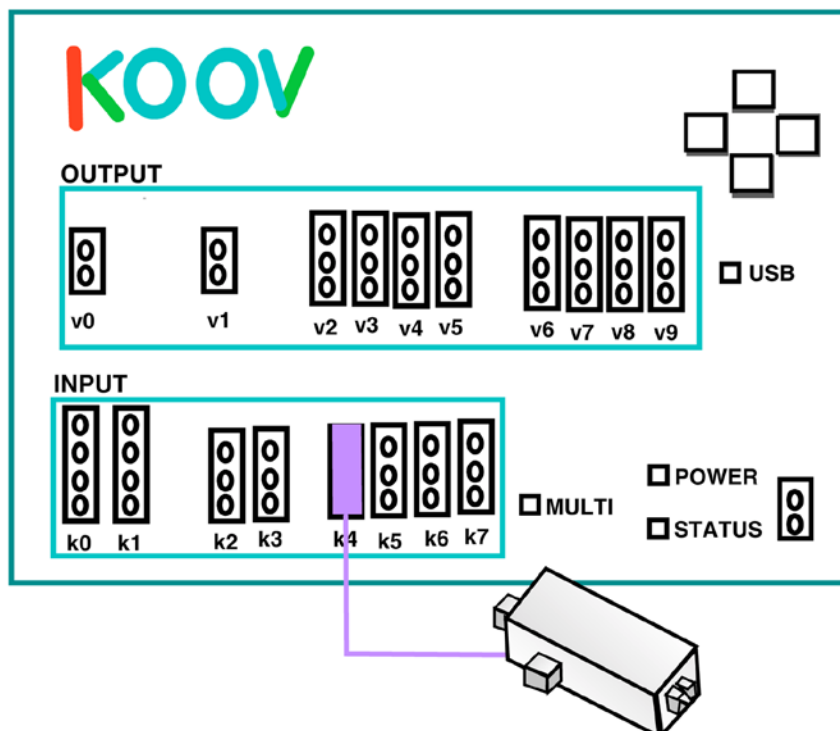 KOOV
OUTPUT
v0 v1 v2 v3 v4 v5 v6 v7 v8 v9
USB
INPUT
k0 k1 k2 k3 k4 k5 k6 k7
MULTI
POWER
STATUS